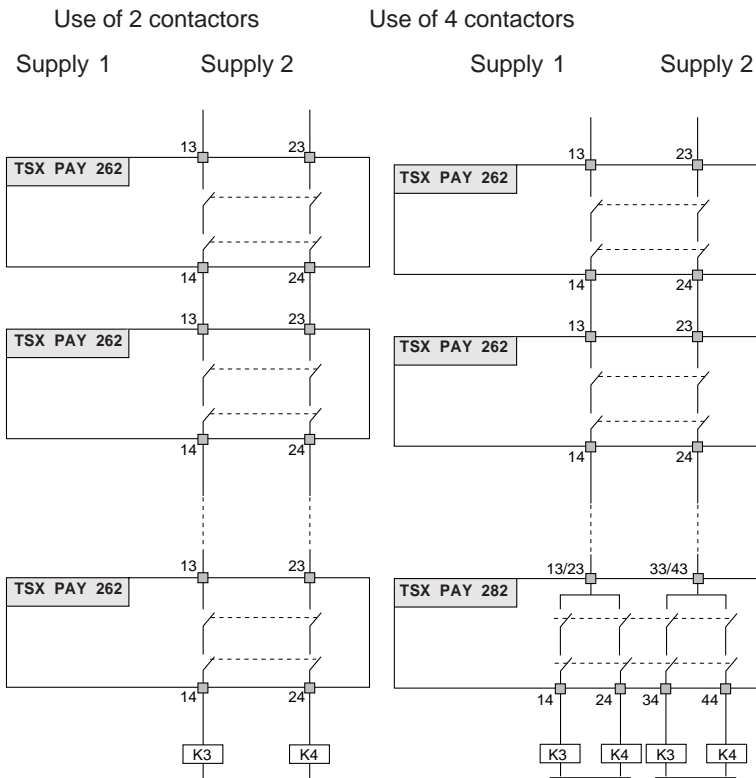 Use of 2 contactors Use of 4 contactors
Supply 1 Supply 2 Supply 1 Supply 2
13 23
TSX PAY 262
14 24
13 23
TSX PAY 262
14 24
13 23
TSX PAY 262
14 24
K3 K4
13 23
TSX PAY 262
14 24
13 23
TSX PAY 262
14 24
13/23 33/43
TSX PAY 282
14 24 34 44
K3 K4 K3 K4